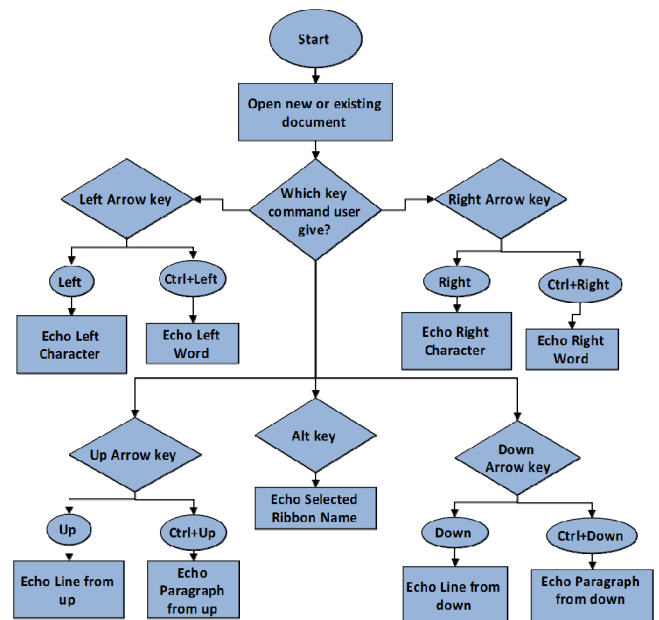 Start
Open new or existing
document
Which key
command user
give?
Left Arrow key
Right Arrow key
Left
Ctrl+Left
Right
Ctrl+Right
Echo Left
Character
Echo Left
Word
Echo Right
Character
Echo Right
Word
Up Arrow key
Alt key
Down
Arrow key
Echo Selected
Ribbon Name
Up
Ctrl+Up
Down
Ctrl+Down
Echo Line from
up
Echo
Paragraph
from up
Echo Line from
down
Echo Paragraph
from down